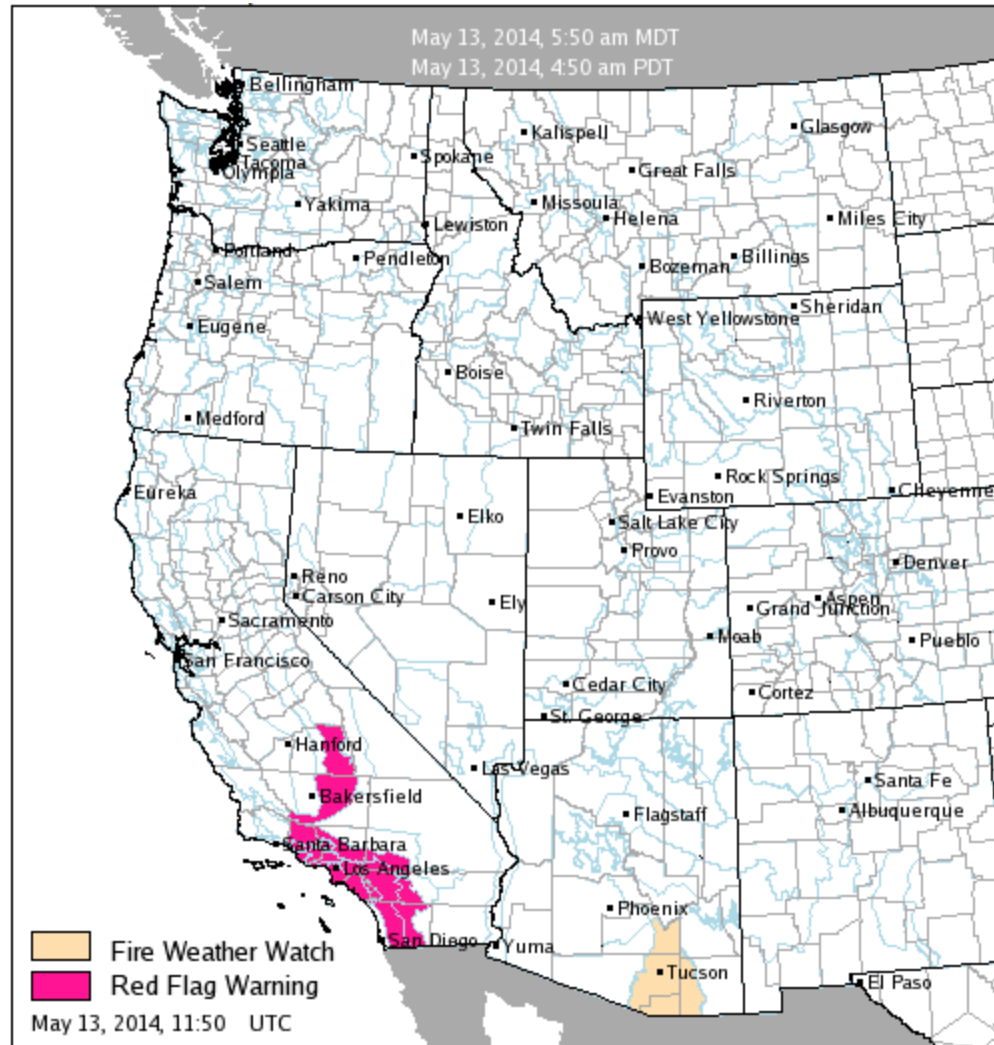 May 13, 2014, 5:50 am MDT
May 13, 2014, 4:50 am PDT
Bellingham
Seattle
Tacoma
Olympia
Spokane
Yakima
Lewiston
Kalispell
Glasgow
Great Falls
Missoula
Helena
Miles City
Portland
Pendleton
Billings
Bozeman
Salem
Sheridan
West Yellowstone
Eugene
Boise
Riverton
Medford
Twin Falls
Rock Springs
Eureka
Evanston
Cheyenne
Elko
Salt Lake City
Provo
Denver
Reno
Carson City
Ely
Aspen
Grand Junction
Sacramento
Moab
Pueblo
San Francisco
Cedar City
Cortez
St. George
Hanford
Las Vegas
Santa Fe
Bakersfield
Flagstaff
Albuquerque
Santa Barbara
Los Angeles
Phoenix
San Diego
Yuma
Tucson
El Paso
Fire Weather Watch
Red Flag Warning
May 13, 2014, 11:50 UTC